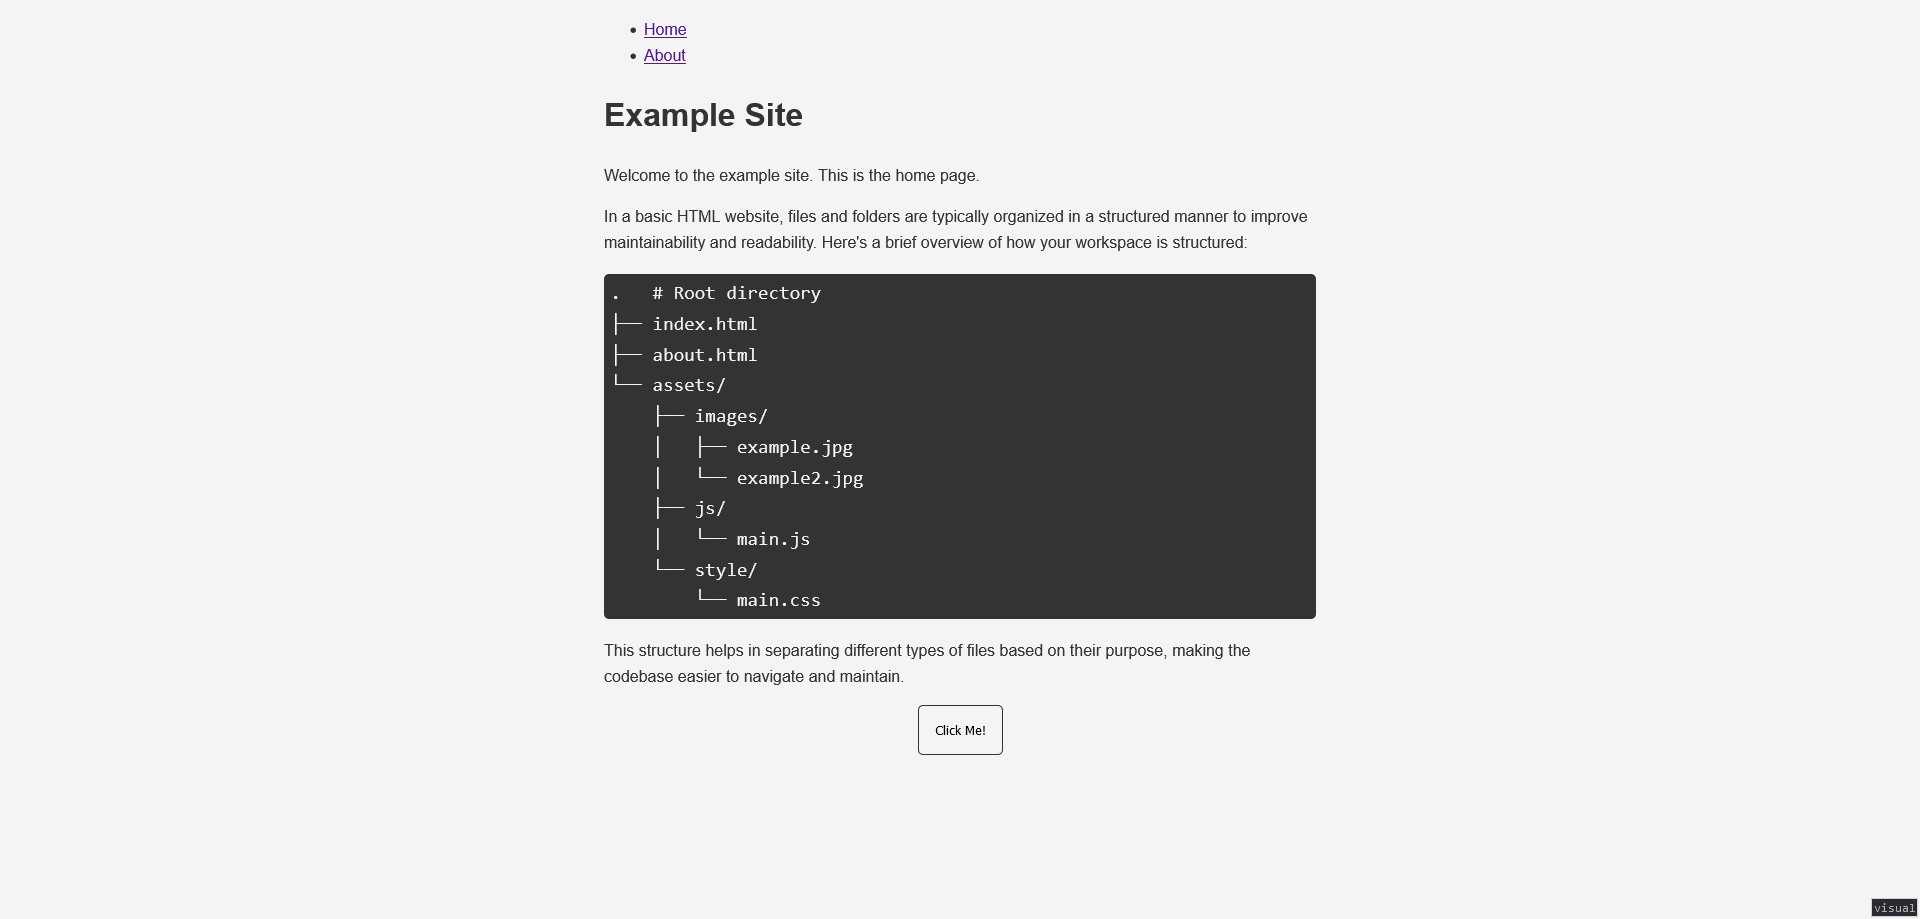 • Home
• About
Example Site
Welcome to the example site. This is the home page.
In a basic HTML website, files and folders are typically organized in a structured manner to improve
maintainability and readability. Here's a brief overview of how your workspace is structured:
.   # Root directory
├── index.html
├── about.html
└── assets/
    ├── images/
    │   ├── example.jpg
    │   └── example2.jpg
    ├── js/
    │   └── main.js
    └── style/
        └── main.css
This structure helps in separating different types of files based on their purpose, making the
codebase easier to navigate and maintain.
Click Me!
visual